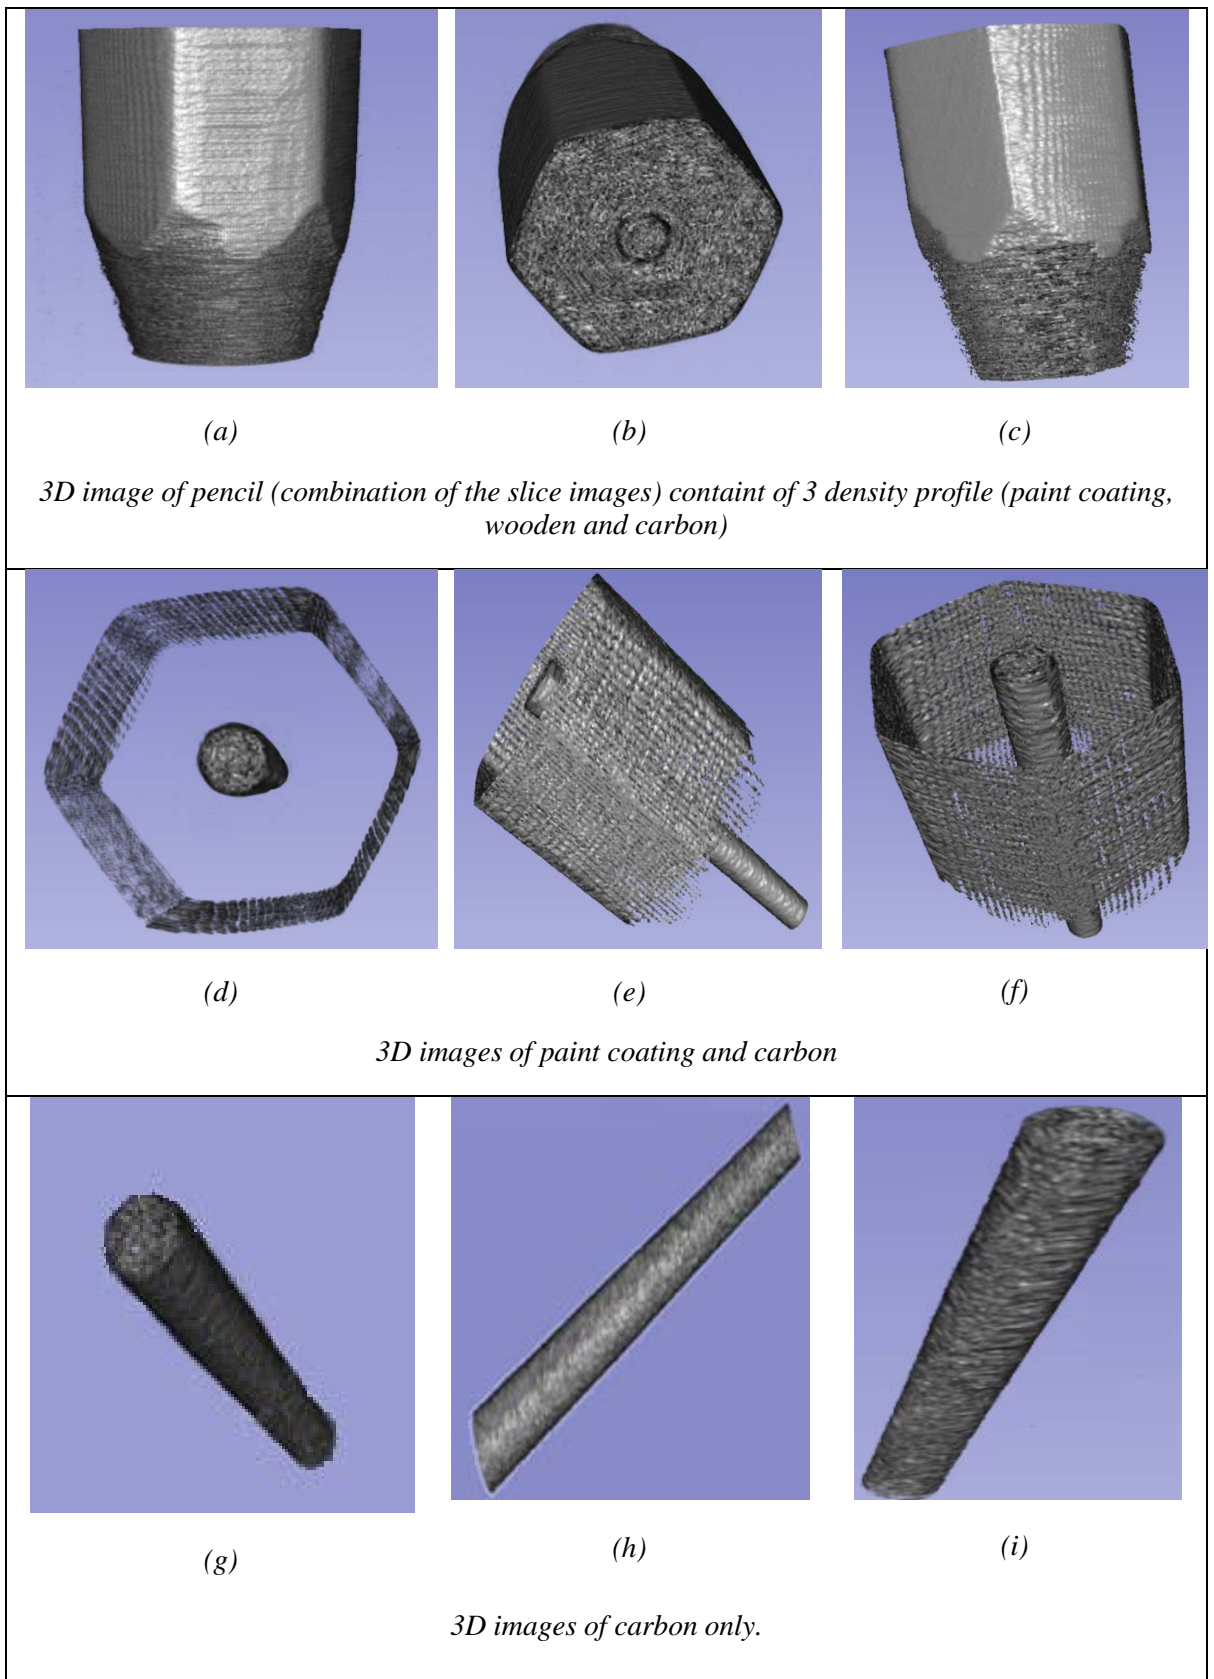 (a) (b) (c)
3D image of pencil (combination of the slice images) containt of 3 density profile (paint coating,
wooden and carbon)
(d) (e) (f)
3D images of paint coating and carbon
(g) (h) (i)
3D images of carbon only.